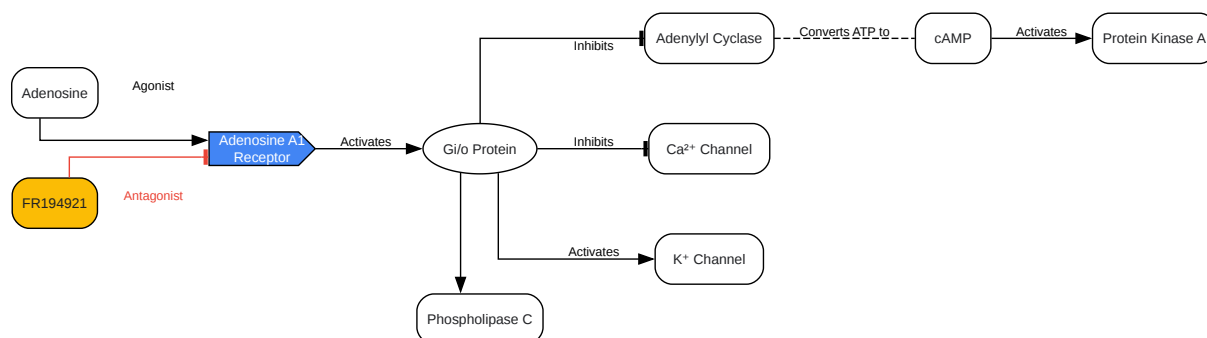 Adenylyl Cyclase
Converts ATP to
cAMP
Activates
Protein Kinase A
Inhibits
Adenosine
Agonist
Adenosine A1
Receptor
Activates
Gi/o Protein
Inhibits
Ca²⁺ Channel
FR194921
Antagonist
Activates
K⁺ Channel
Phospholipase C